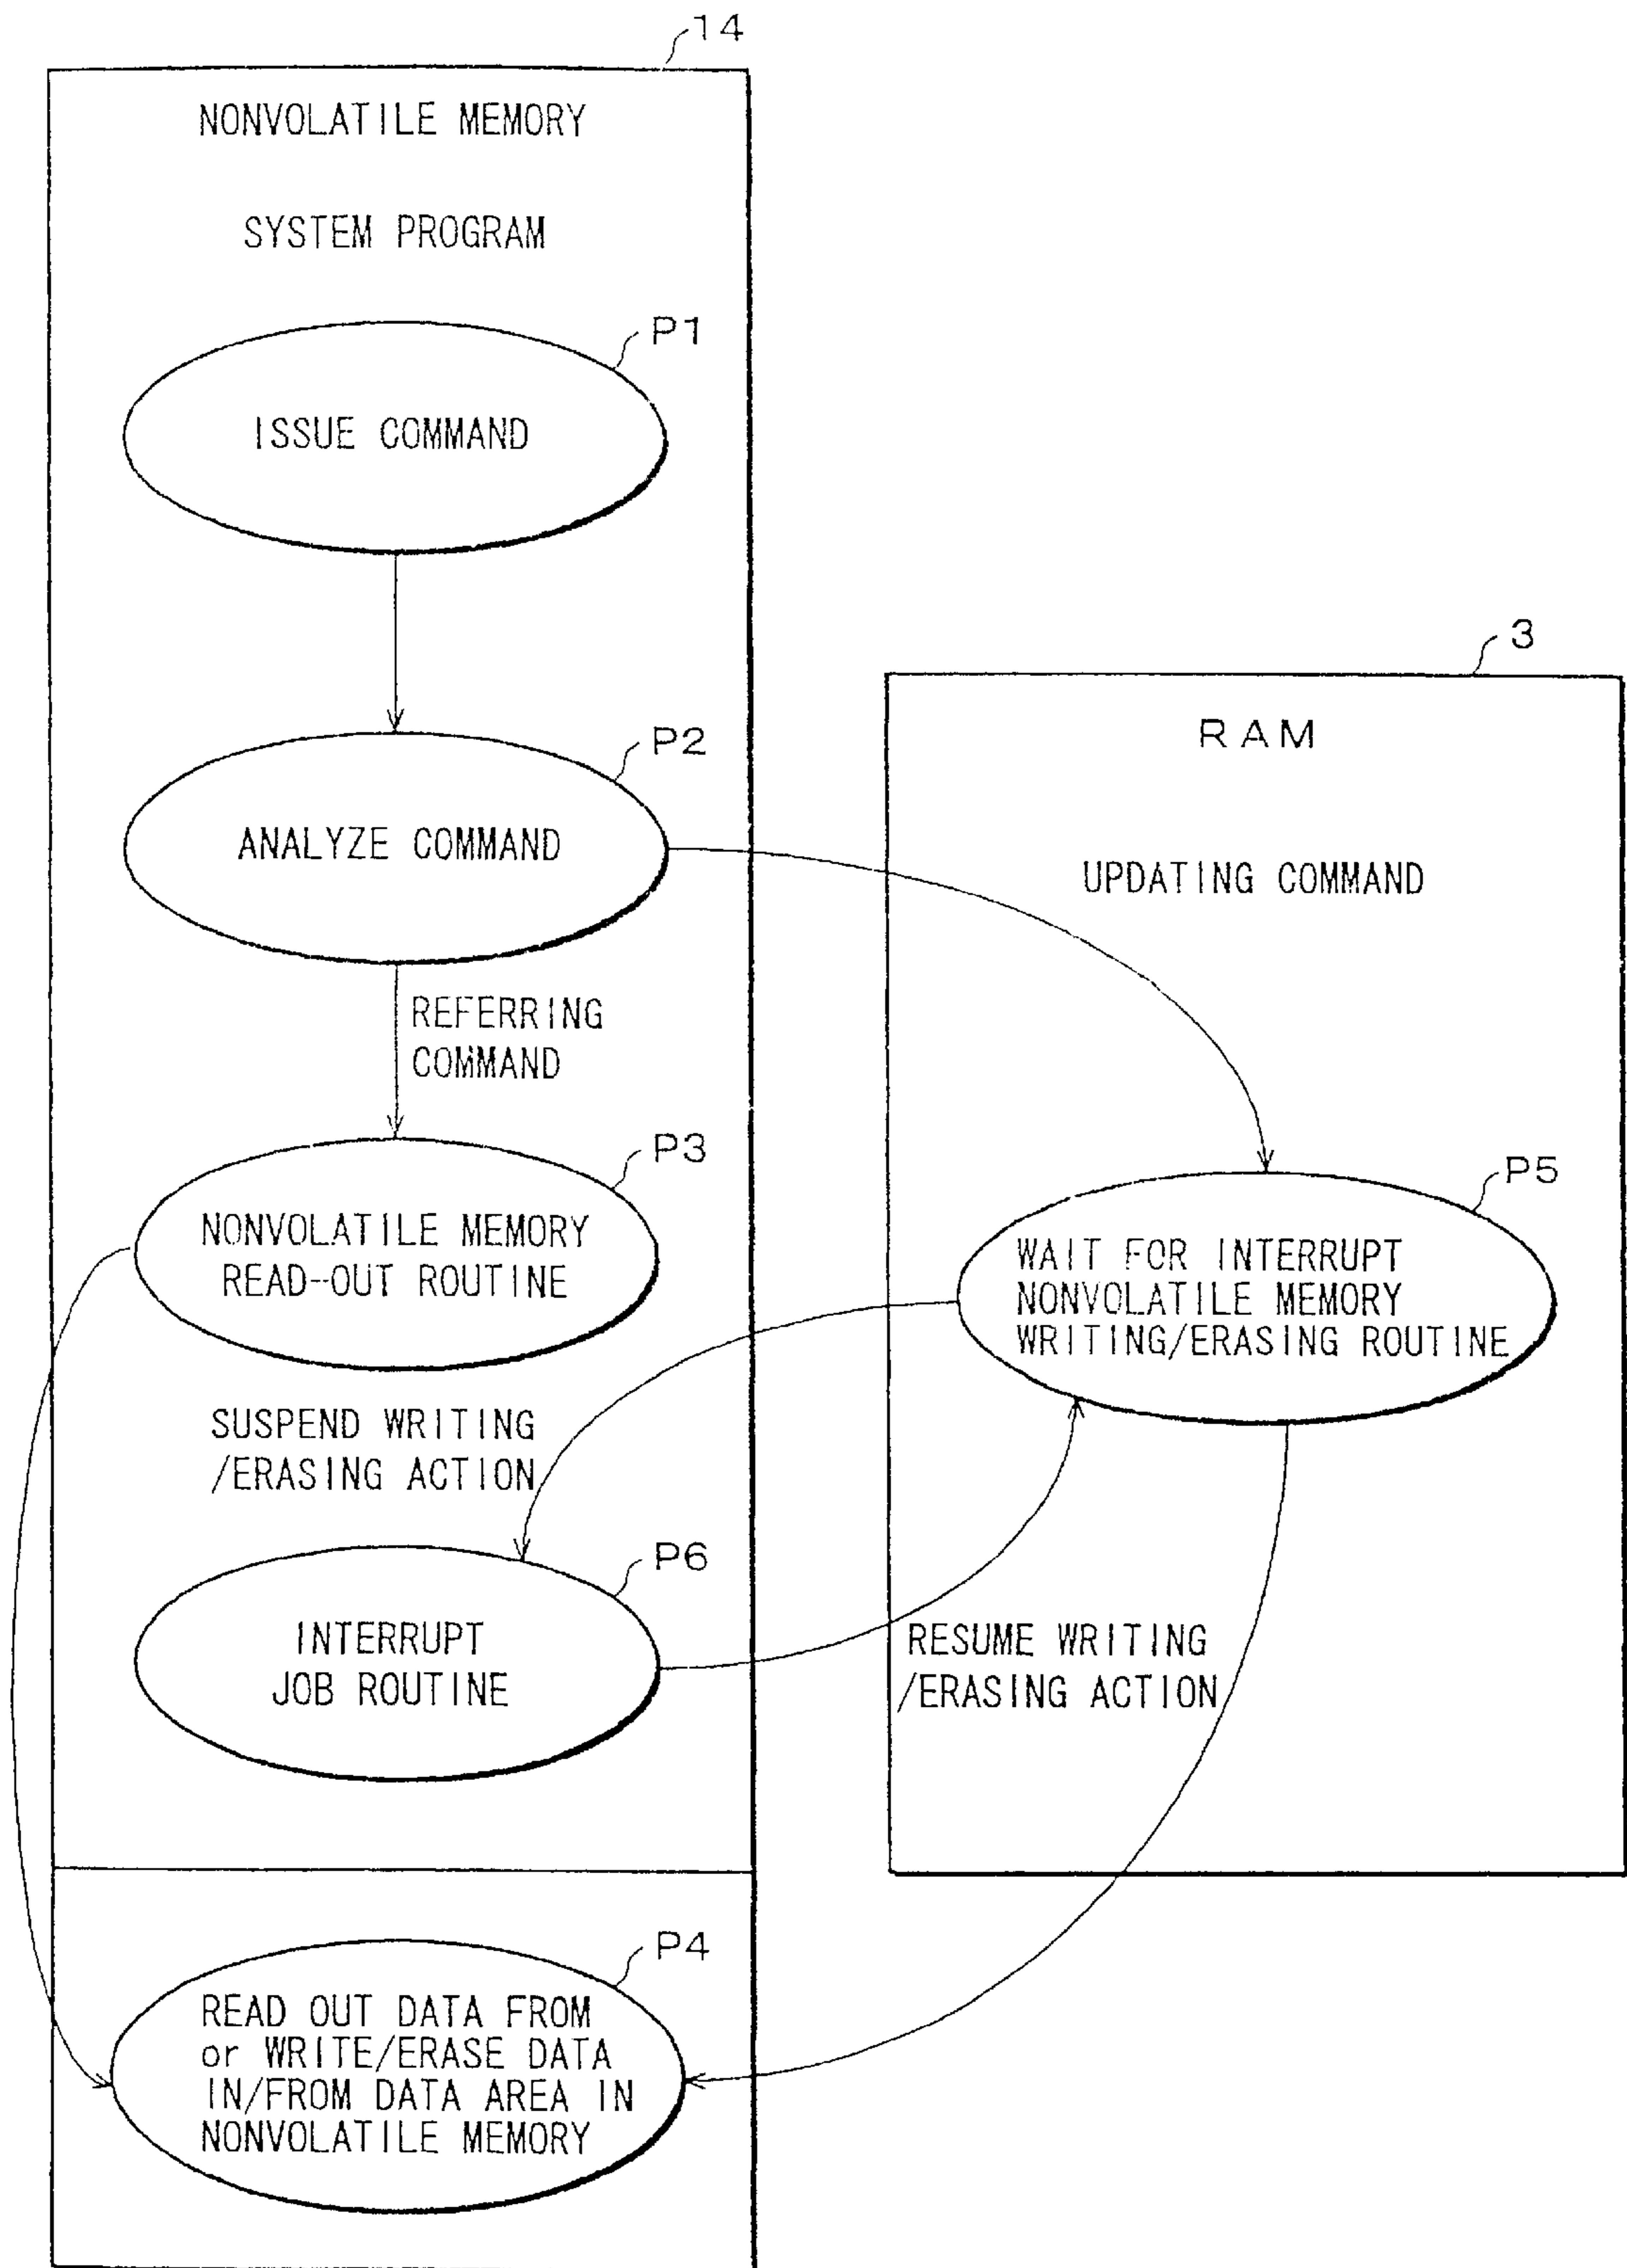 14
NONVOLATILE MEMORY
SYSTEM PROGRAM
P1
ISSUE COMMAND
P2
ANALYZE COMMAND
REFERRING
COMMAND
P3
NONVOLATILE MEMORY
READ-OUT ROUTINE
SUSPEND WRITING
/ERASING ACTION
P6
INTERRUPT
JOB ROUTINE
P4
READ OUT DATA FROM
or WRITE/ERASE DATA
IN/FROM DATA AREA IN
NONVOLATILE MEMORY
3
RAM
UPDATING COMMAND
P5
WAIT FOR INTERRUPT
NONVOLATILE MEMORY
WRITING/ERASING ROUTINE
RESUME WRITING
/ERASING ACTION